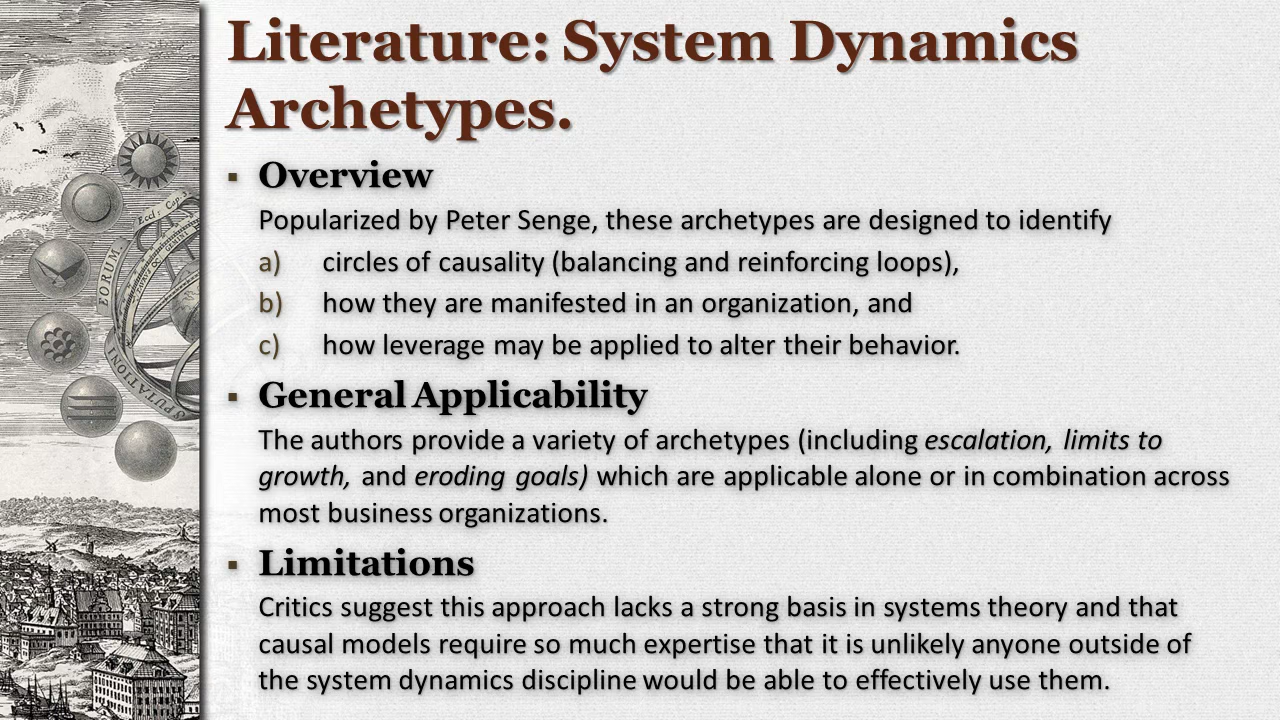 Literature: System Dynamics
Archetypes.
▪ Overview
Popularized by Peter Senge, these archetypes are designed to identify
a) circles of causality (balancing and reinforcing loops),
b) how they are manifested in an organization, and
c) how leverage may be applied to alter their behavior.
▪ General Applicability
The authors provide a variety of archetypes (including escalation, limits to
growth, and eroding goals) which are applicable alone or in combination across
most business organizations.
▪ Limitations
Critics suggest this approach lacks a strong basis in systems theory and that
causal models require so much expertise that it is unlikely anyone outside of
the system dynamics discipline would be able to effectively use them.
EORUM.
SPUTATIONI